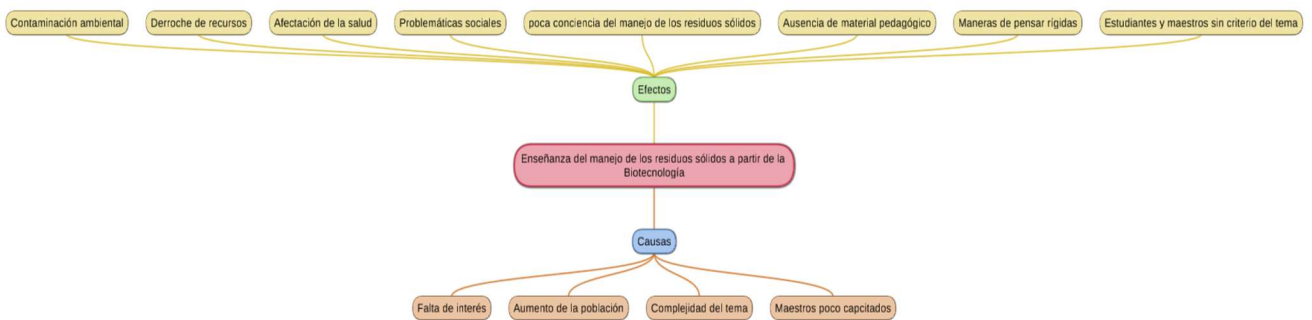 Contaminación ambiental
Derroche de recursos
Afectación de la salud
Problemáticas sociales
poca conciencia del manejo de los residuos sólidos
Ausencia de material pedagógico
Maneras de pensar rígidas
Estudiantes y maestros sin criterio del tema
Efectos
Enseñanza del manejo de los residuos sólidos a partir de la
Biotecnología
Causas
Falta de interés
Aumento de la población
Complejidad del tema
Maestros poco capcitados